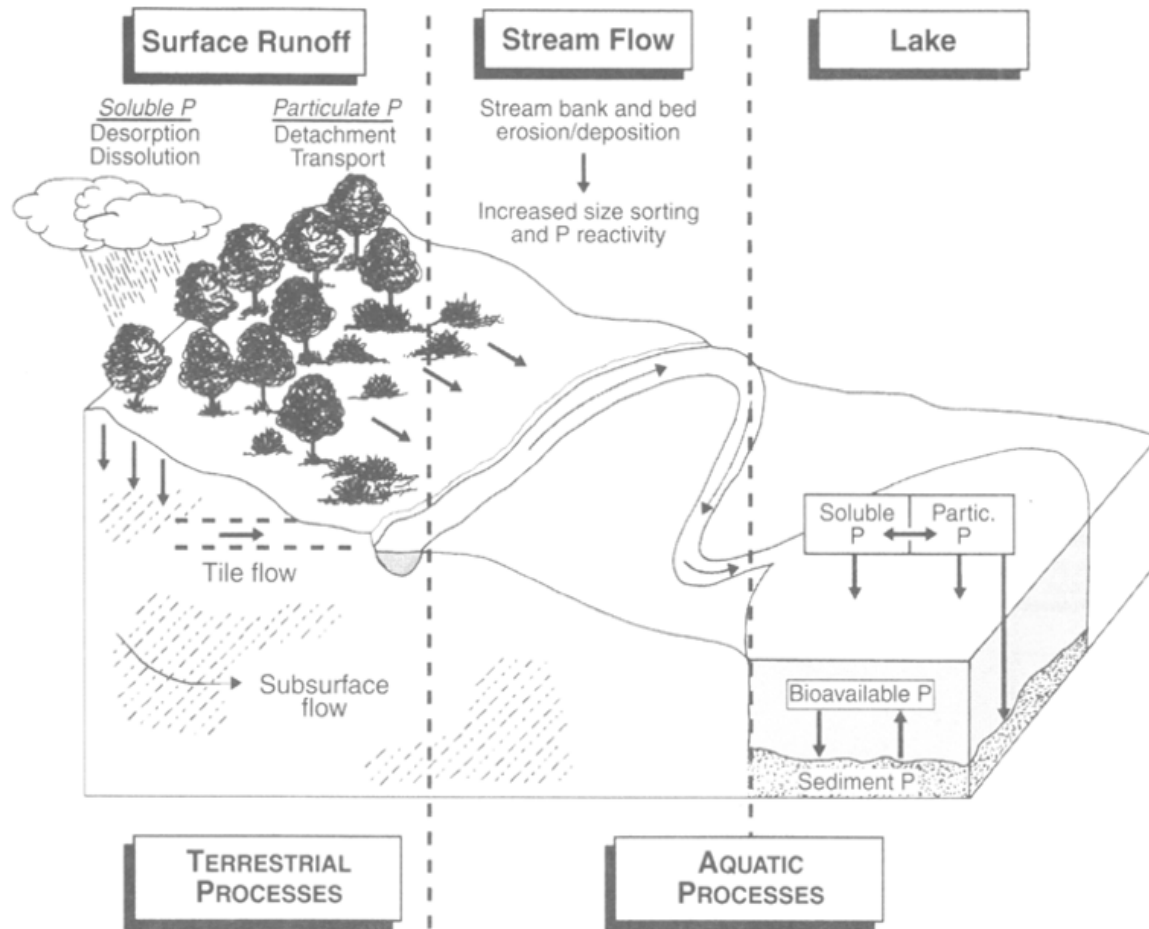 Surface Runoff
Stream Flow
Lake
Soluble P
Desorption
Dissolution
Particulate P
Detachment
Transport
Stream bank and bed
erosion/deposition
Increased size sorting
and P reactivity
Soluble
P
Partic.
P
Tile flow
Subsurface
flow
Bioavailable P
Sediment P
TERRESTRIAL
PROCESSES
AQUATIC
PROCESSES